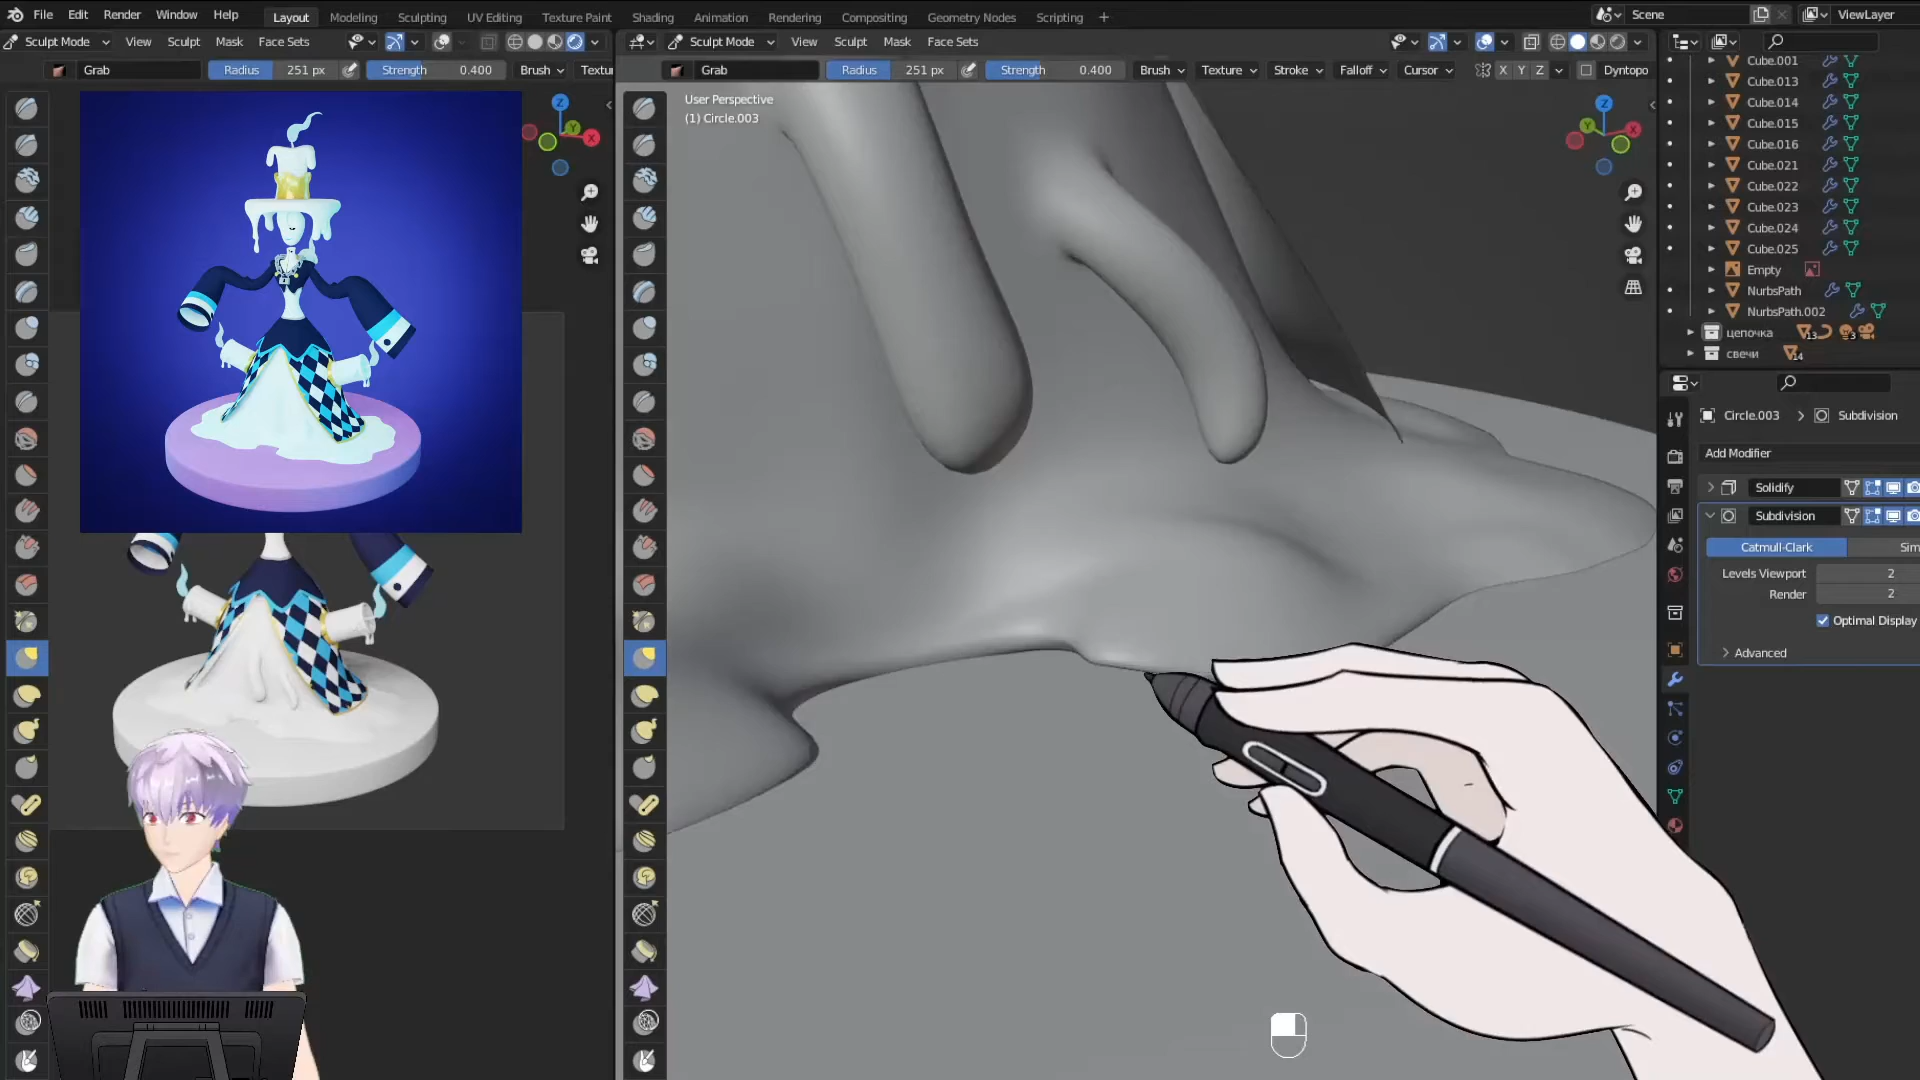 File Edit Render Window Help Layout Modeling Sculpting UV Editing Texture Paint Shading Animation Rendering Compositing Geometry Nodes Scripting + Scene ViewLayer
Sculpt Mode View Sculpt Mask Face Sets
Sculpt Mode View Sculpt Mask Face Sets
Grab Radius 251 px Strength 0.400 Brush Textu
Grab Radius 251 px Strength 0.400 Brush Texture Stroke Falloff Cursor X Y Z Dyntopo
User Perspective
(1) Circle.003
Z
Y
X
Z
Y
X
Cube.001
Cube.013
Cube.014
Cube.015
Cube.016
Cube.021
Cube.022
Cube.023
Cube.024
Cube.025
Empty
NurbsPath
NurbsPath.002
цепочка 13 3
свечи 14
Circle.003 Subdivision
Add Modifier
Solidify
Subdivision
Catmull-Clark Sim
Levels Viewport 2
Render 2
Optimal Display
Advanced